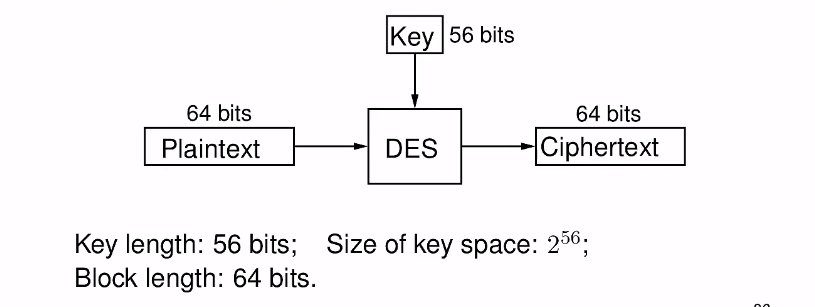 Key 56 bits
64 bits 64 bits
Plaintext DES Ciphertext
Key length: 56 bits; Size of key space: 2^56;
Block length: 64 bits.